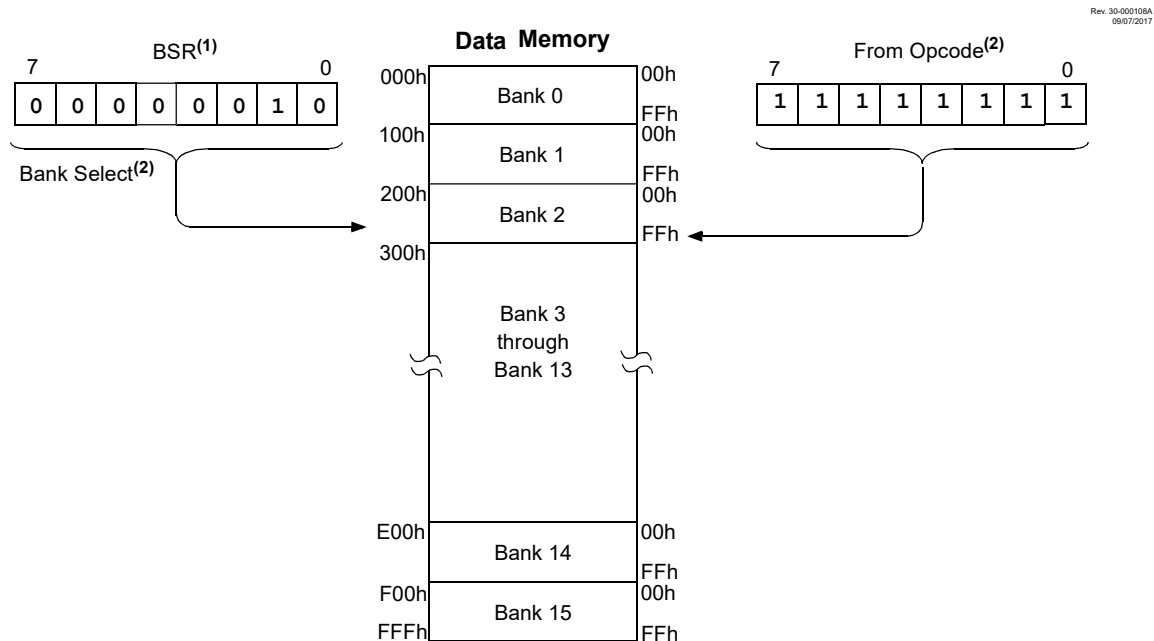 Rev. 30-000108A
09/07/2017
Data Memory
BSR(1)
7 0
0 0 0 0 0 0 1 0
Bank Select(2)
From Opcode(2)
7 0
1 1 1 1 1 1 1 1
000h Bank 0 00h
FFh
100h Bank 1 00h
FFh
200h Bank 2 00h
FFh
300h
Bank 3
through
Bank 13
E00h Bank 14 00h
FFh
F00h Bank 15 00h
FFFh FFh